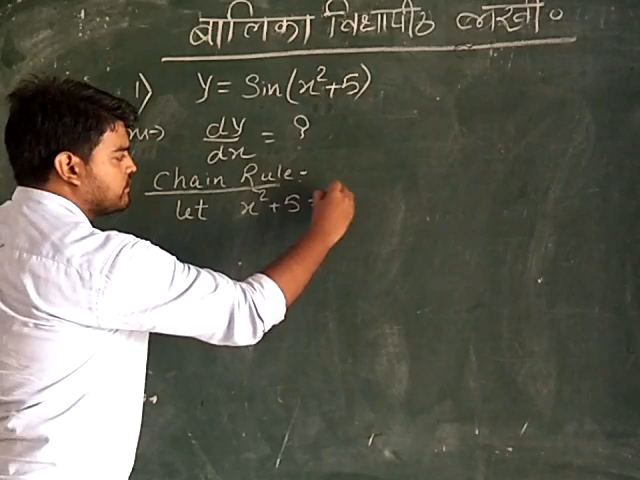 बालिका विद्यापीठ लखी०
1) y = Sin(x²+5)
dy/dx = ?
Chain Rule-
let x²+5